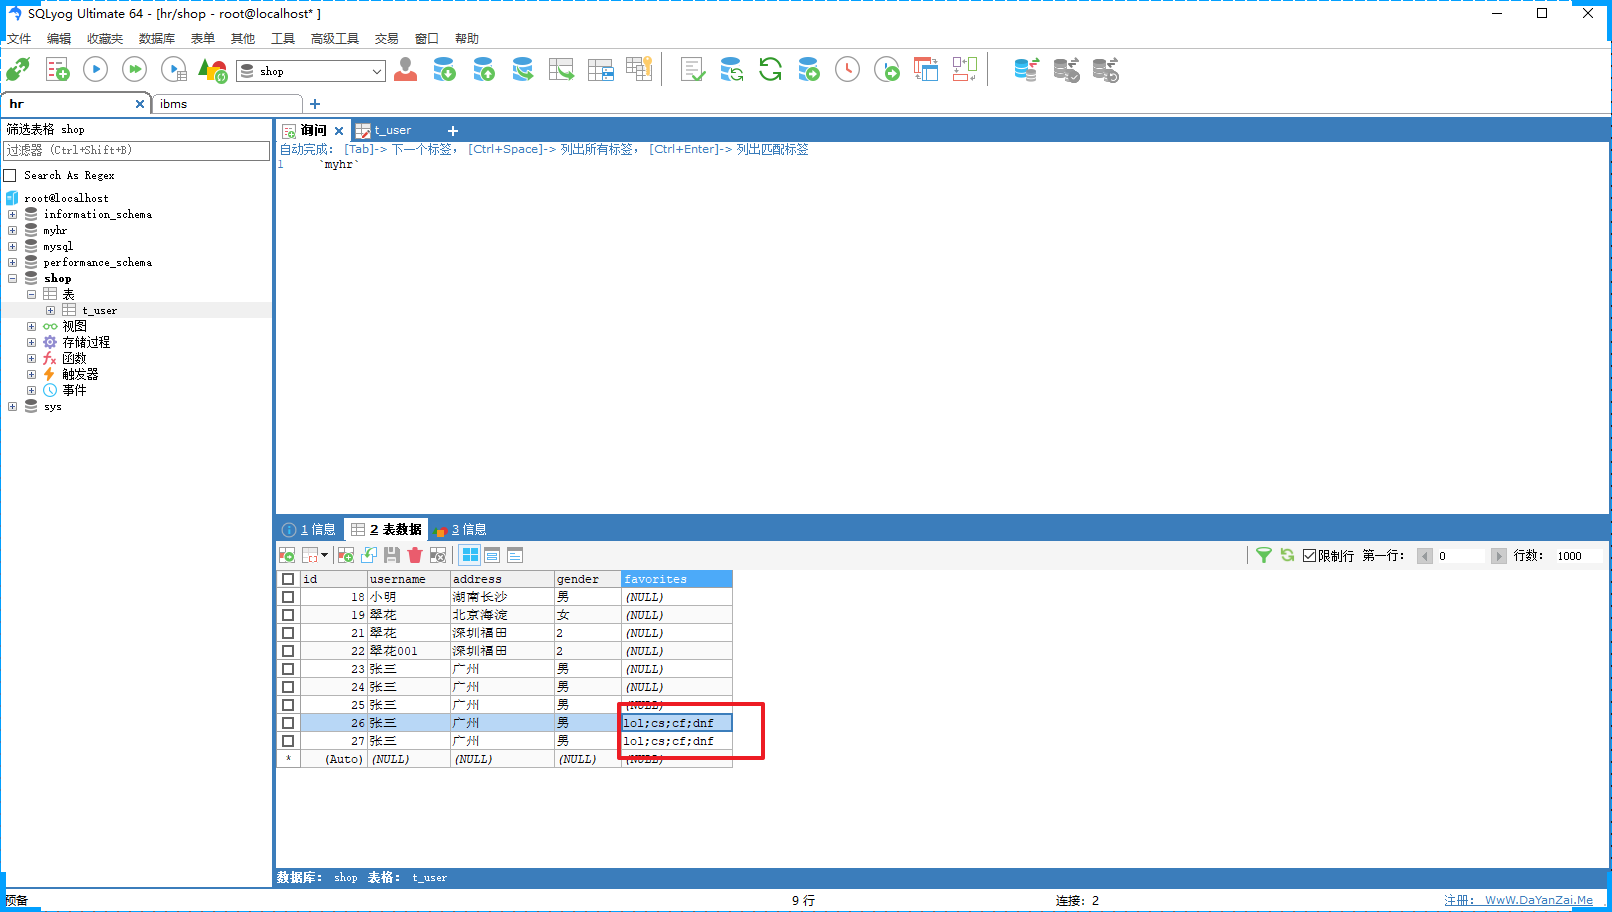 SQLyog Ultimate 64 - [hr/shop - root@localhost* ]
文件 编辑 收藏夹 数据库 表单 其他 工具 高级工具 交易 窗口 帮助
shop
hr ibms
筛选表格 shop
过滤器 (Ctrl+Shift+B)
Search As Regex
root@localhost
information_schema
myhr
mysql
performance_schema
shop
表
t_user
视图
存储过程
函数
触发器
事件
sys
询问 t_user
自动完成: [Tab]-> 下一个标签, [Ctrl+Space]-> 列出所有标签, [Ctrl+Enter]-> 列出匹配标签
1 `myhr`
1 信息 2 表数据 3 信息
限制行 第一行: 0 行数: 1000
id username address gender favorites
18 小明 湖南长沙 男 (NULL)
19 翠花 北京海淀 女 (NULL)
21 翠花 深圳福田 2 (NULL)
22 翠花001 深圳福田 2 (NULL)
23 张三 广州 男 (NULL)
24 张三 广州 男 (NULL)
25 张三 广州 男 (NULL)
26 张三 广州 男 lol;cs;cf;dnf
27 张三 广州 男 lol;cs;cf;dnf
* (Auto) (NULL) (NULL) (NULL) (NULL)
数据库: shop 表格: t_user
预备 9 行 连接: 2 注册: WwW.DaYanZai.Me